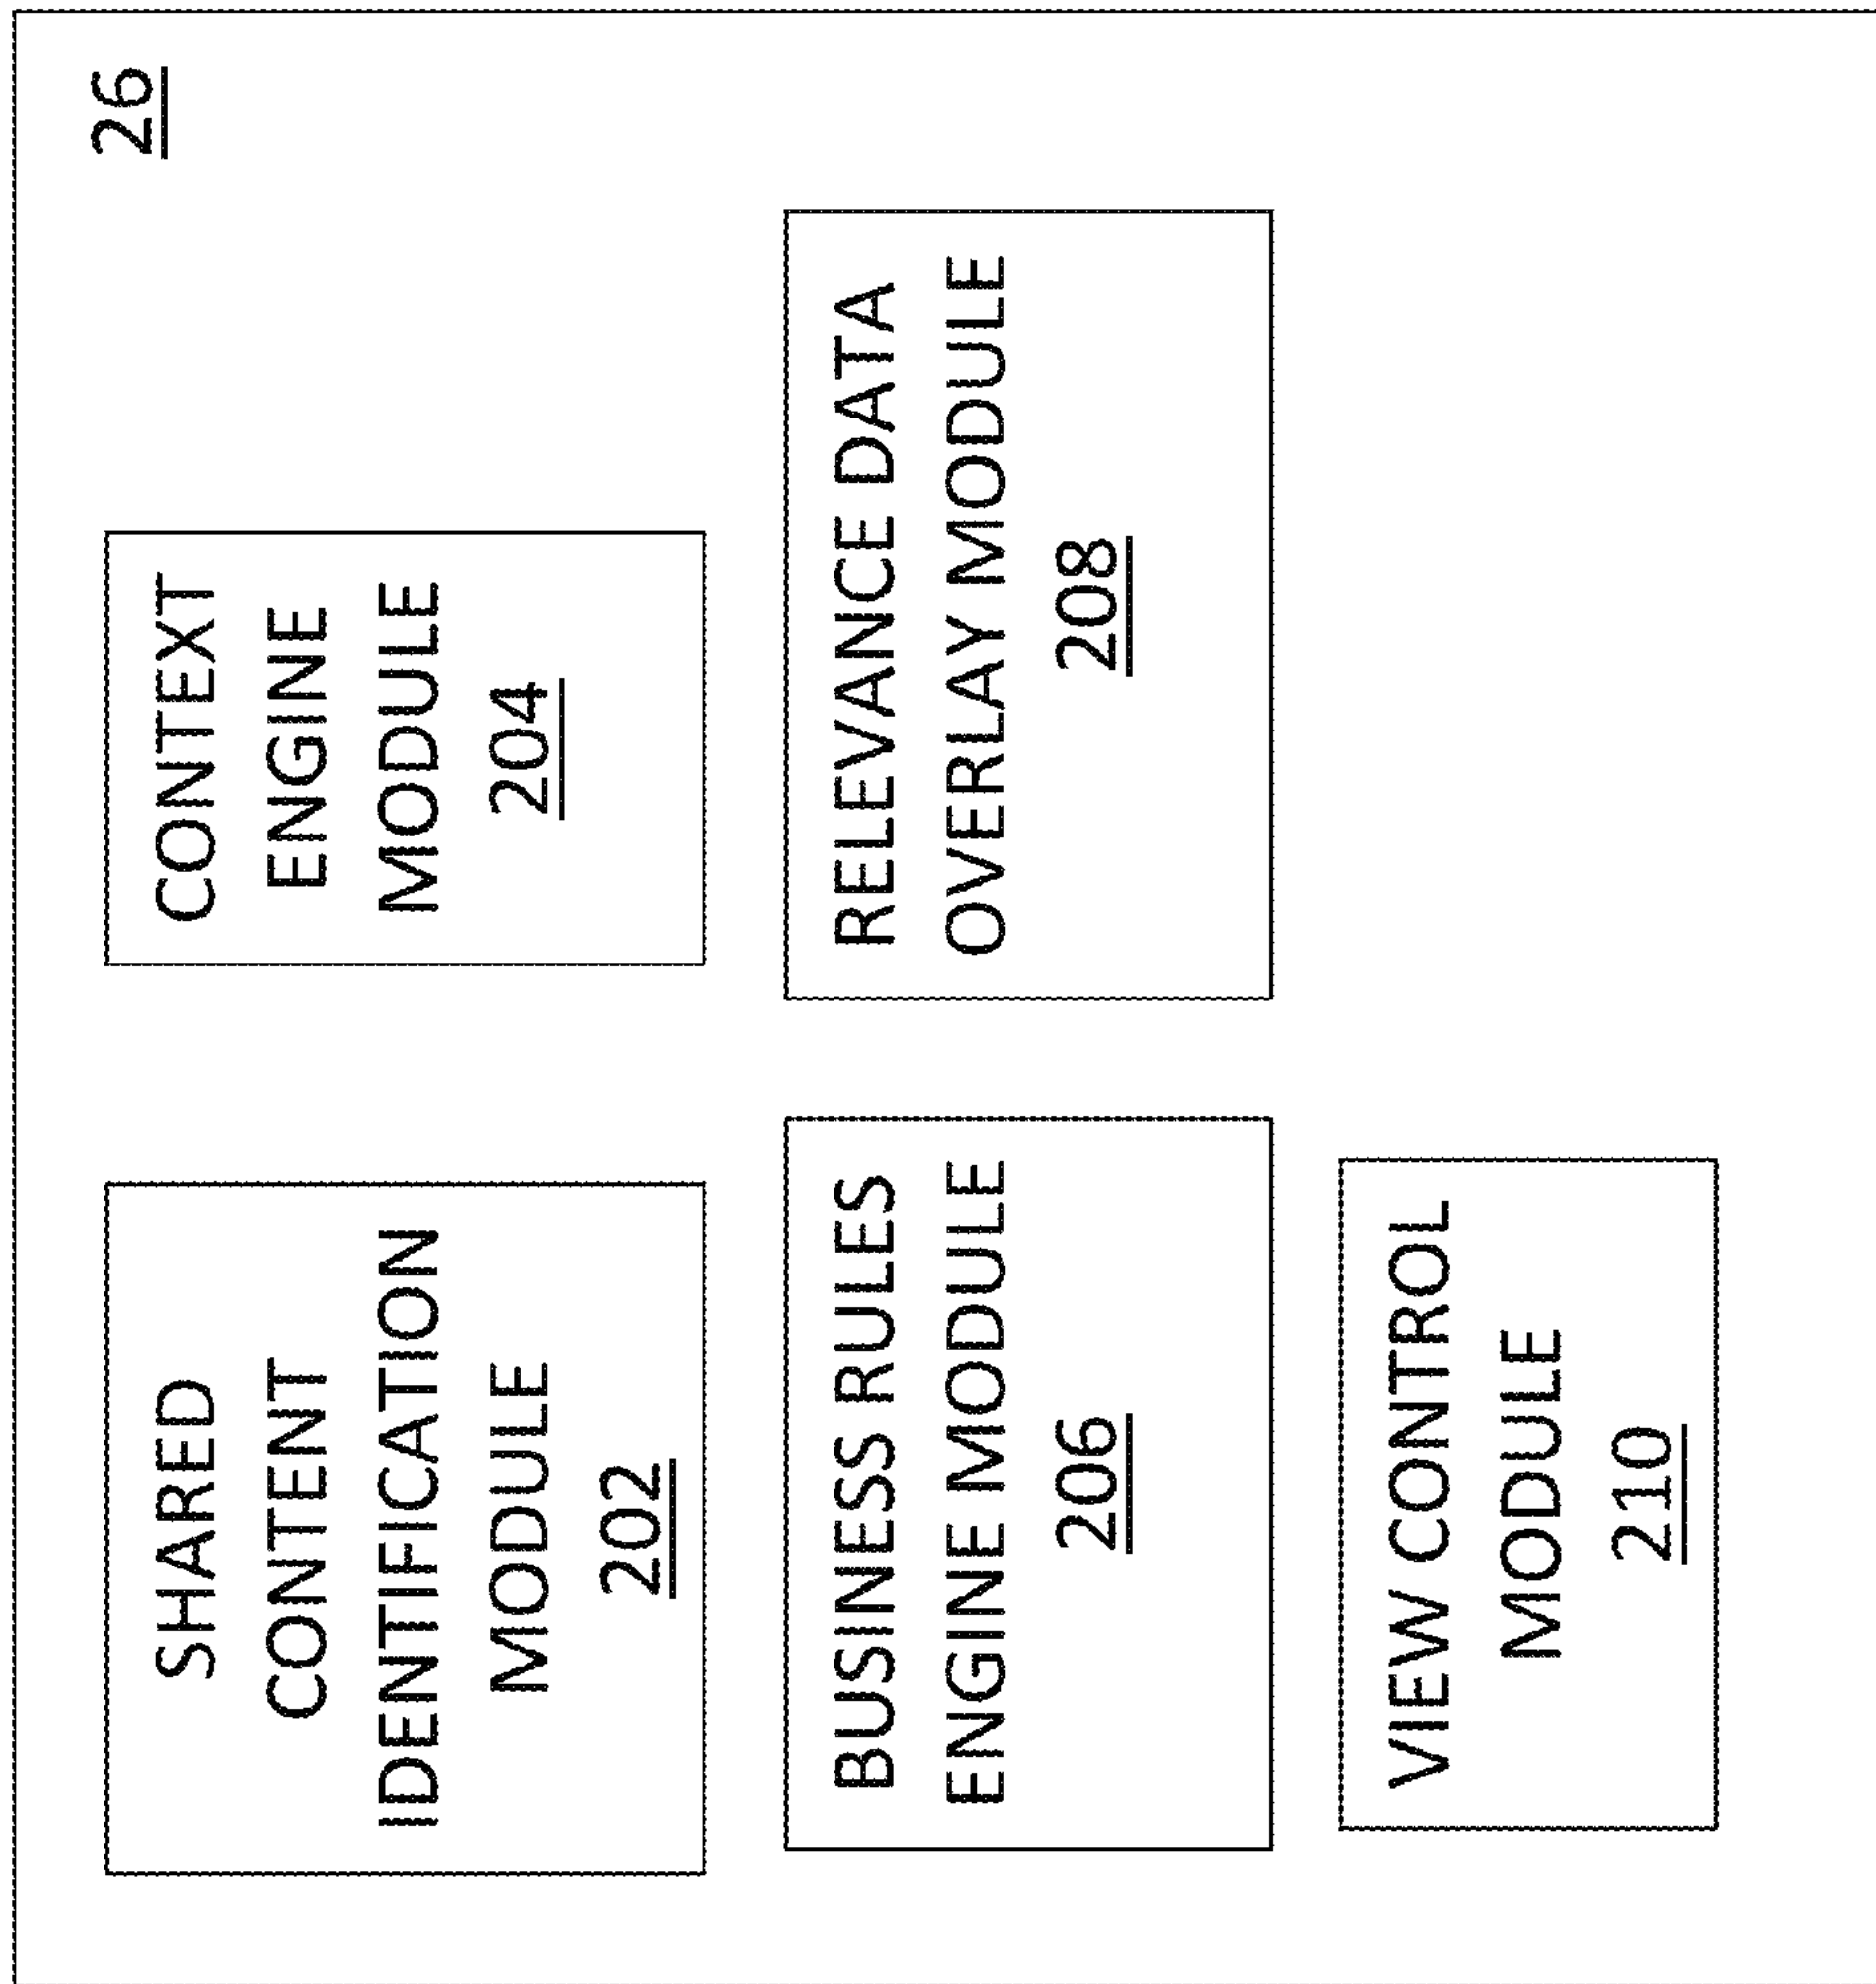 26
SHARED
CONTENT
IDENTIFICATION
MODULE
202
CONTEXT
ENGINE
MODULE
204
BUSINESS RULES
ENGINE MODULE
206
RELEVANCE DATA
OVERLAY MODULE
208
VIEW CONTROL
MODULE
210